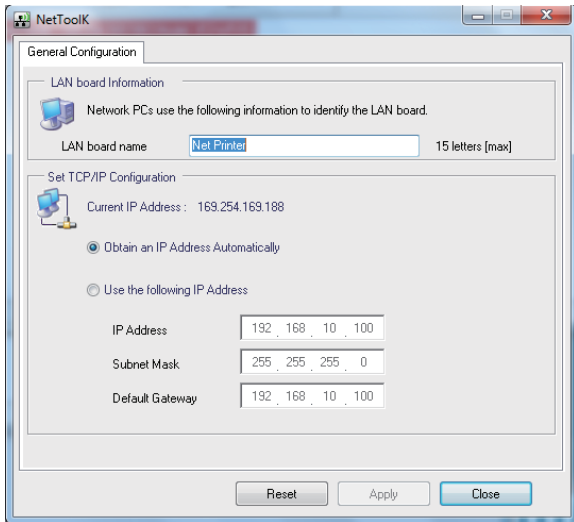 NetToolK
General Configuration
LAN board Information
Network PCs use the following information to identify the LAN board.
LAN board name Net Printer 15 letters [max]
Set TCP/IP Configuration
Current IP Address : 169.254.169.188
Obtain an IP Address Automatically
Use the following IP Address
IP Address 192 . 168 . 10 . 100
Subnet Mask 255 . 255 . 255 . 0
Default Gateway 192 . 168 . 10 . 100
Reset Apply Close